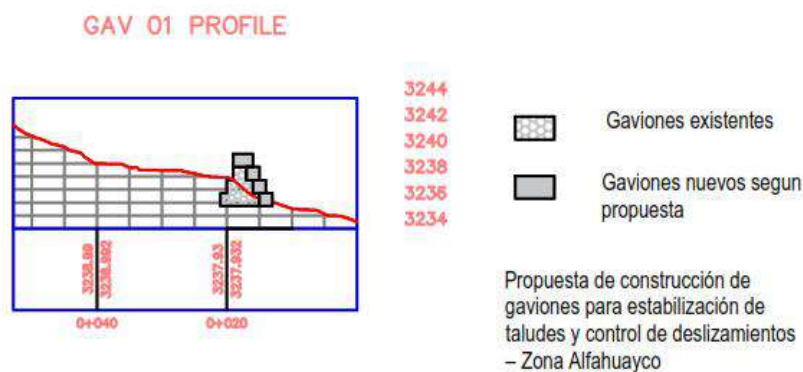 GAV 01 PROFILE
3244
3242
3240
3238
3236
3234
3238.99
3238.992
3237.93
3237.932
0+040
0+020
Gaviones existentes
Gaviones nuevos segun
propuesta
Propuesta de construcción de
gaviones para estabilización de
taludes y control de deslizamientos
– Zona Alfahuayco